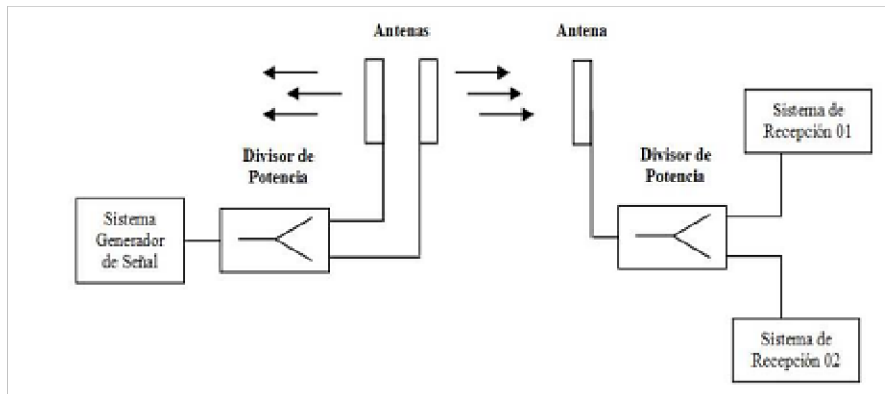 Antenas
Antena
Sistema de
Recepción 01
Divisor de
Potencia
Divisor de
Potencia
Sistema
Generador
de Señal
Sistema de
Recepción 02